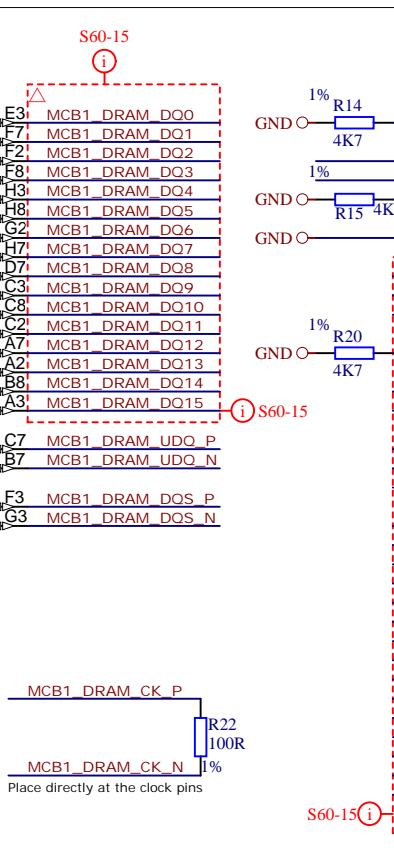 S60-15
i
E3 MCB1_DRAM_DQ0
F7 MCB1_DRAM_DQ1
F2 MCB1_DRAM_DQ2
F8 MCB1_DRAM_DQ3
H3 MCB1_DRAM_DQ4
H8 MCB1_DRAM_DQ5
G2 MCB1_DRAM_DQ6
H7 MCB1_DRAM_DQ7
D7 MCB1_DRAM_DQ8
C3 MCB1_DRAM_DQ9
C8 MCB1_DRAM_DQ10
C2 MCB1_DRAM_DQ11
A7 MCB1_DRAM_DQ12
A2 MCB1_DRAM_DQ13
B8 MCB1_DRAM_DQ14
A3 MCB1_DRAM_DQ15
i S60-15
C7 MCB1_DRAM_UDQ_P
B7 MCB1_DRAM_UDQ_N
F3 MCB1_DRAM_DQS_P
G3 MCB1_DRAM_DQS_N
1% R14
GND
4K7
1%
GND
R15 4K
GND
1% R20
GND
4K7
MCB1_DRAM_CK_P
R22
100R
1%
MCB1_DRAM_CK_N
Place directly at the clock pins
S60-15 i